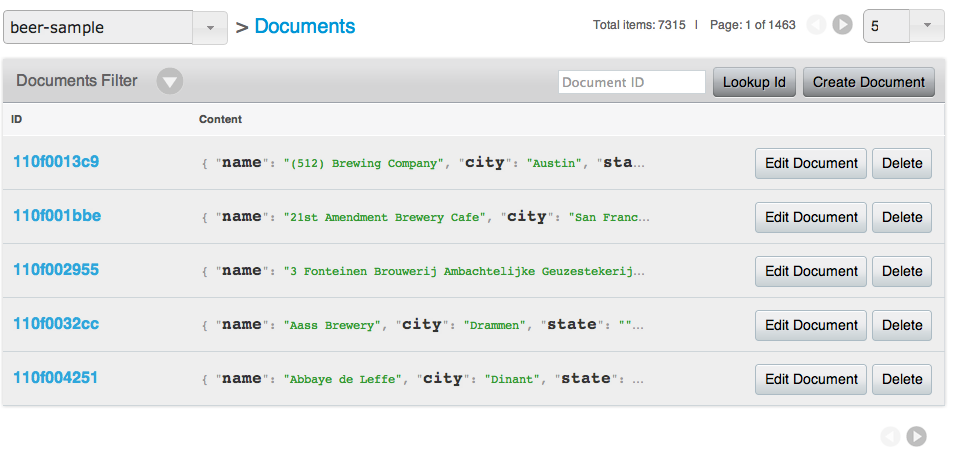 beer-sample > Documents Total items: 7315 | Page: 1 of 1463 5
Documents Filter Document ID Lookup Id Create Document
ID Content
110f0013c9 { "name": "(512) Brewing Company", "city": "Austin", "sta... Edit Document Delete
110f001bbe { "name": "21st Amendment Brewery Cafe", "city": "San Franc... Edit Document Delete
110f002955 { "name": "3 Fonteinen Brouwerij Ambachtelijke Geuzestekerij... Edit Document Delete
110f0032cc { "name": "Aass Brewery", "city": "Drammen", "state": ""... Edit Document Delete
110f004251 { "name": "Abbaye de Leffe", "city": "Dinant", "state": ... Edit Document Delete